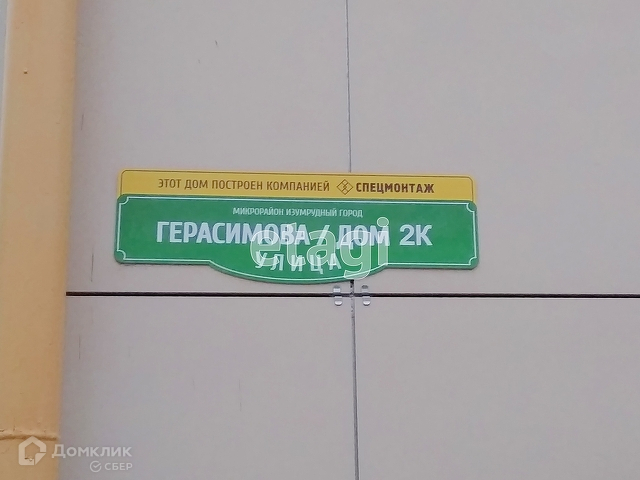 ЭТОТ ДОМ ПОСТРОЕН КОМПАНИЕЙ СПЕЦМОНТАЖ
МИКРОРАЙОН ИЗУМРУДНЫЙ ГОРОД
ГЕРАСИМОВА / ДОМ 2К
etagi
УЛИЦА
Домклик
СБЕР